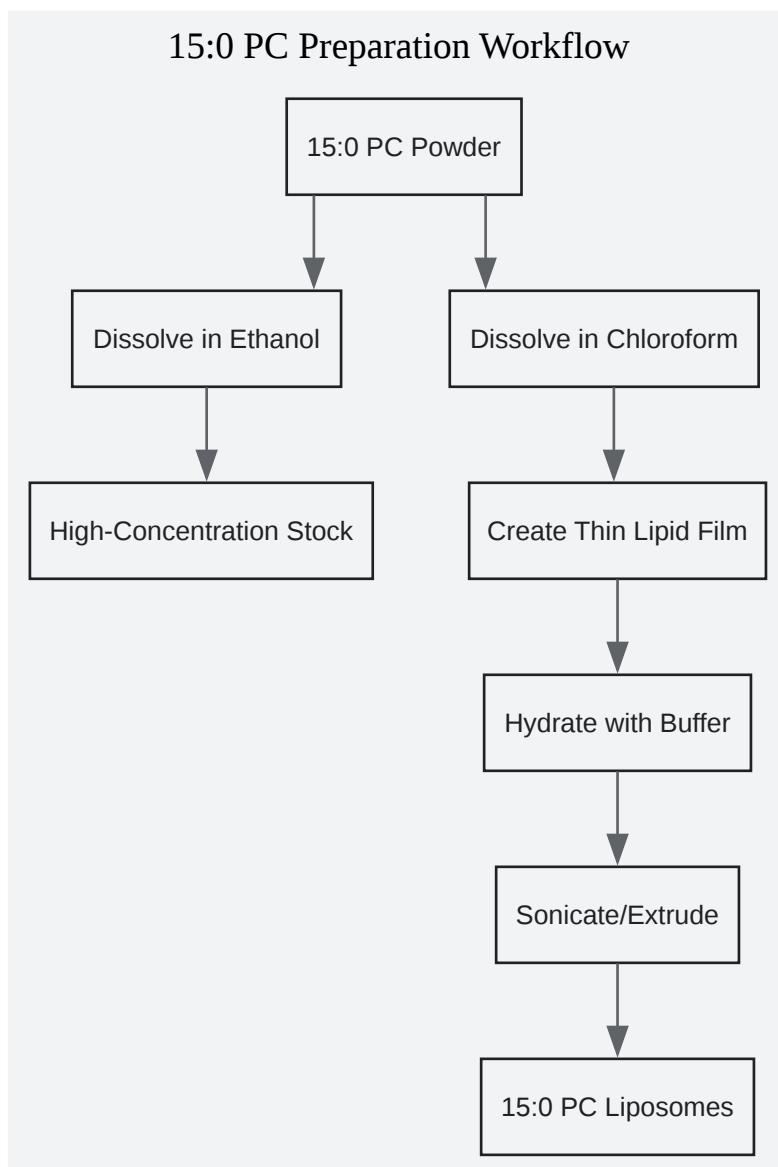 15:0 PC Preparation Workflow
15:0 PC Powder
Dissolve in Ethanol
Dissolve in Chloroform
High-Concentration Stock
Create Thin Lipid Film
Hydrate with Buffer
Sonicate/Extrude
15:0 PC Liposomes